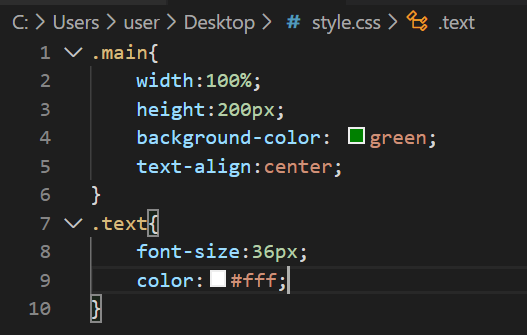 C: > Users > user > Desktop > # style.css > .text
1 .main{
2 width:100%;
3 height:200px;
4 background-color: green;
5 text-align:center;
6 }
7 .text{
8 font-size:36px;
9 color: #fff;
10 }